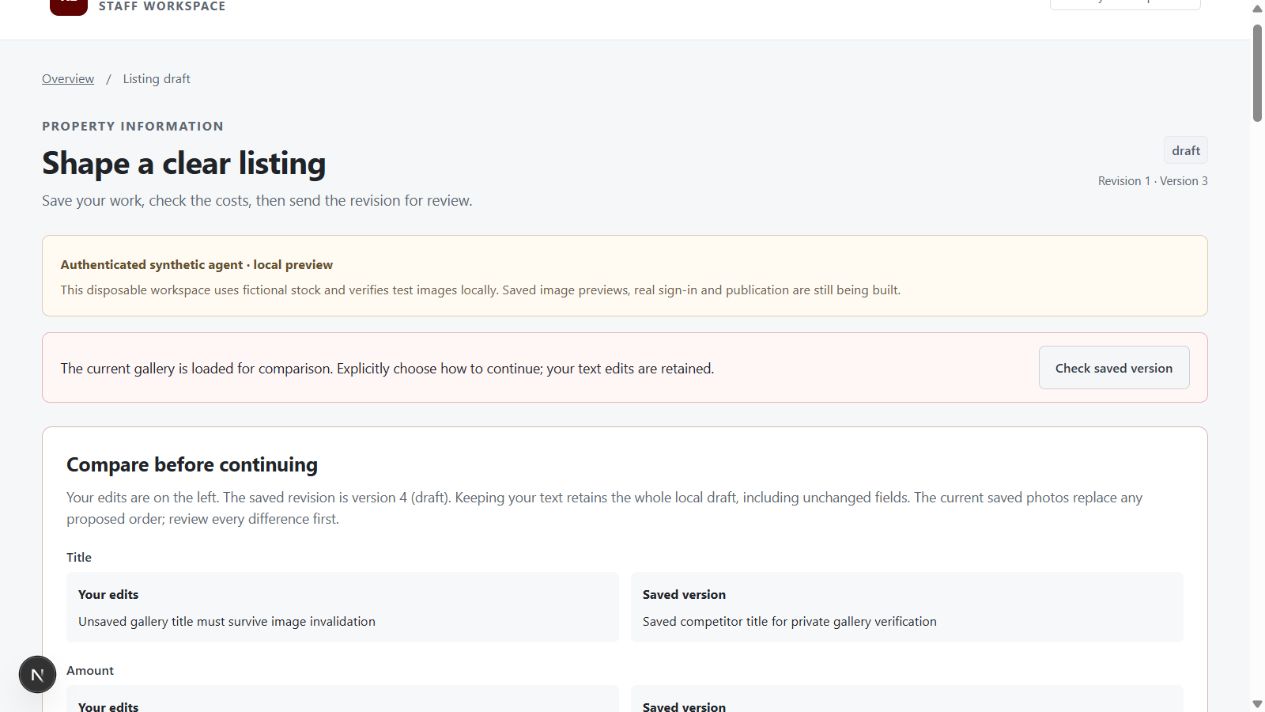 STAFF WORKSPACE
Overview / Listing draft
PROPERTY INFORMATION
Shape a clear listing
draft
Revision 1 · Version 3
Save your work, check the costs, then send the revision for review.
Authenticated synthetic agent · local preview
This disposable workspace uses fictional stock and verifies test images locally. Saved image previews, real sign-in and publication are still being built.
The current gallery is loaded for comparison. Explicitly choose how to continue; your text edits are retained.
Check saved version
Compare before continuing
Your edits are on the left. The saved revision is version 4 (draft). Keeping your text retains the whole local draft, including unchanged fields. The current saved photos replace any
proposed order; review every difference first.
Title
Your edits
Unsaved gallery title must survive image invalidation
Saved version
Saved competitor title for private gallery verification
N
Amount
Your edits
Saved version